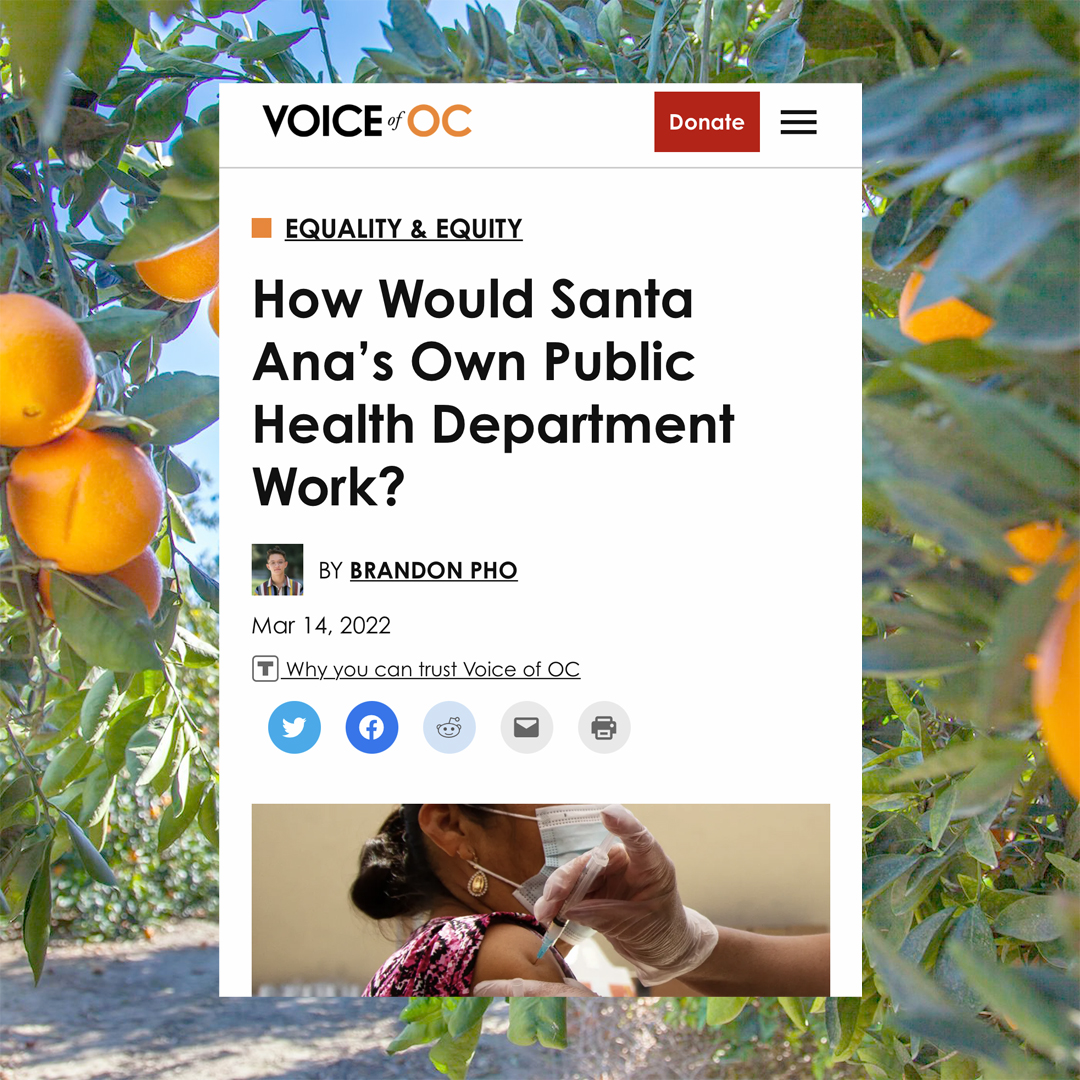 VOICE of OC
Donate
EQUALITY & EQUITY
How Would Santa
Ana’s Own Public
Health Department
Work?
BY BRANDON PHO
Mar 14, 2022
T Why you can trust Voice of OC